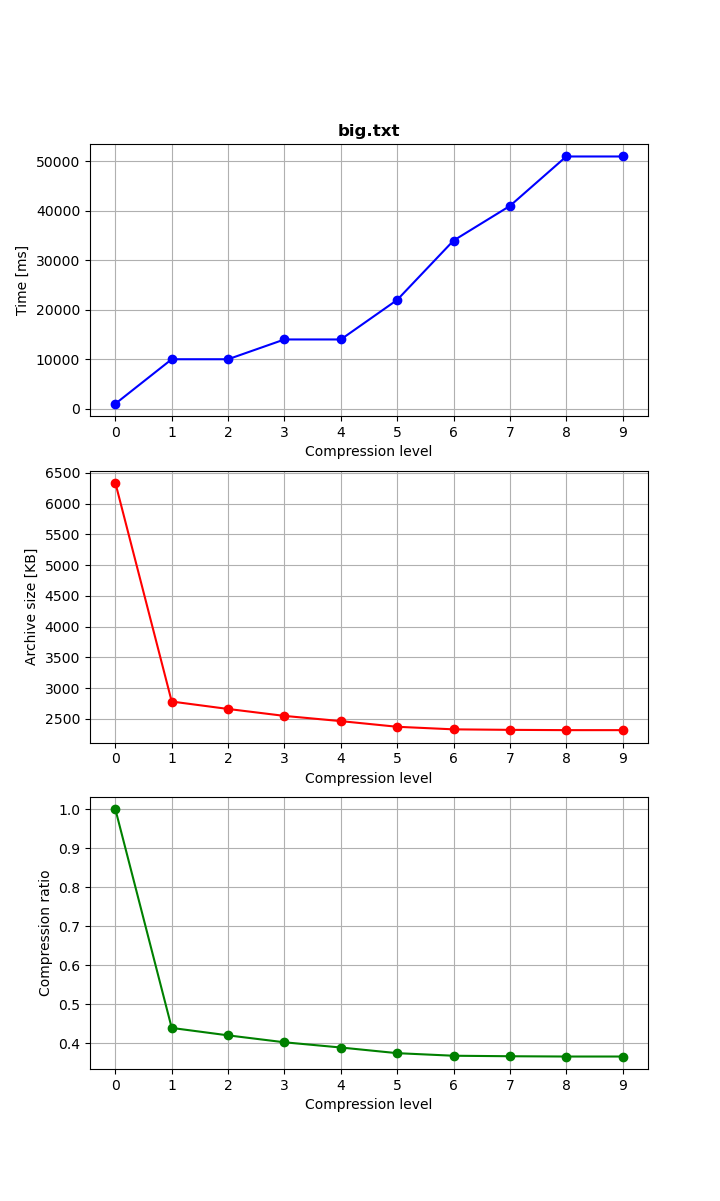 big.txt
50000
40000
30000
20000
10000
0
Time [ms]
0 1 2 3 4 5 6 7 8 9
Compression level
6500
6000
5500
5000
4500
4000
3500
3000
2500
Archive size [KB]
0 1 2 3 4 5 6 7 8 9
Compression level
1.0
0.9
0.8
0.7
0.6
0.5
0.4
Compression ratio
0 1 2 3 4 5 6 7 8 9
Compression level